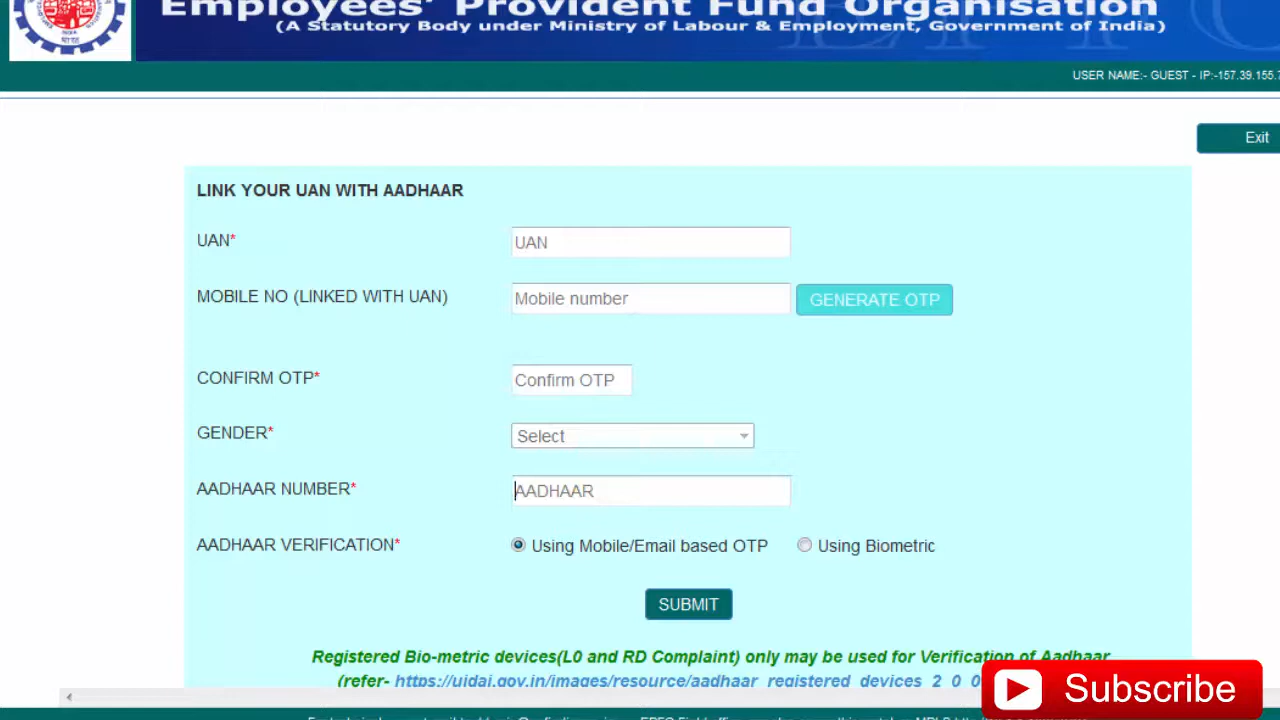 Employees' Provident Fund Organisation
(A Statutory Body under Ministry of Labour & Employment, Government of India)
USER NAME:- GUEST - IP:-157.39.155.
Exit
LINK YOUR UAN WITH AADHAAR
UAN* UAN
MOBILE NO (LINKED WITH UAN) Mobile number GENERATE OTP
CONFIRM OTP* Confirm OTP
GENDER* Select
AADHAAR NUMBER* AADHAAR
AADHAAR VERIFICATION* Using Mobile/Email based OTP Using Biometric
SUBMIT
Registered Bio-metric devices(L0 and RD Complaint) only may be used for Verification of Aadhaar
(refer- https://uidai.gov.in/images/resource/aadhaar_registered_devices_2_0_0
Subscribe